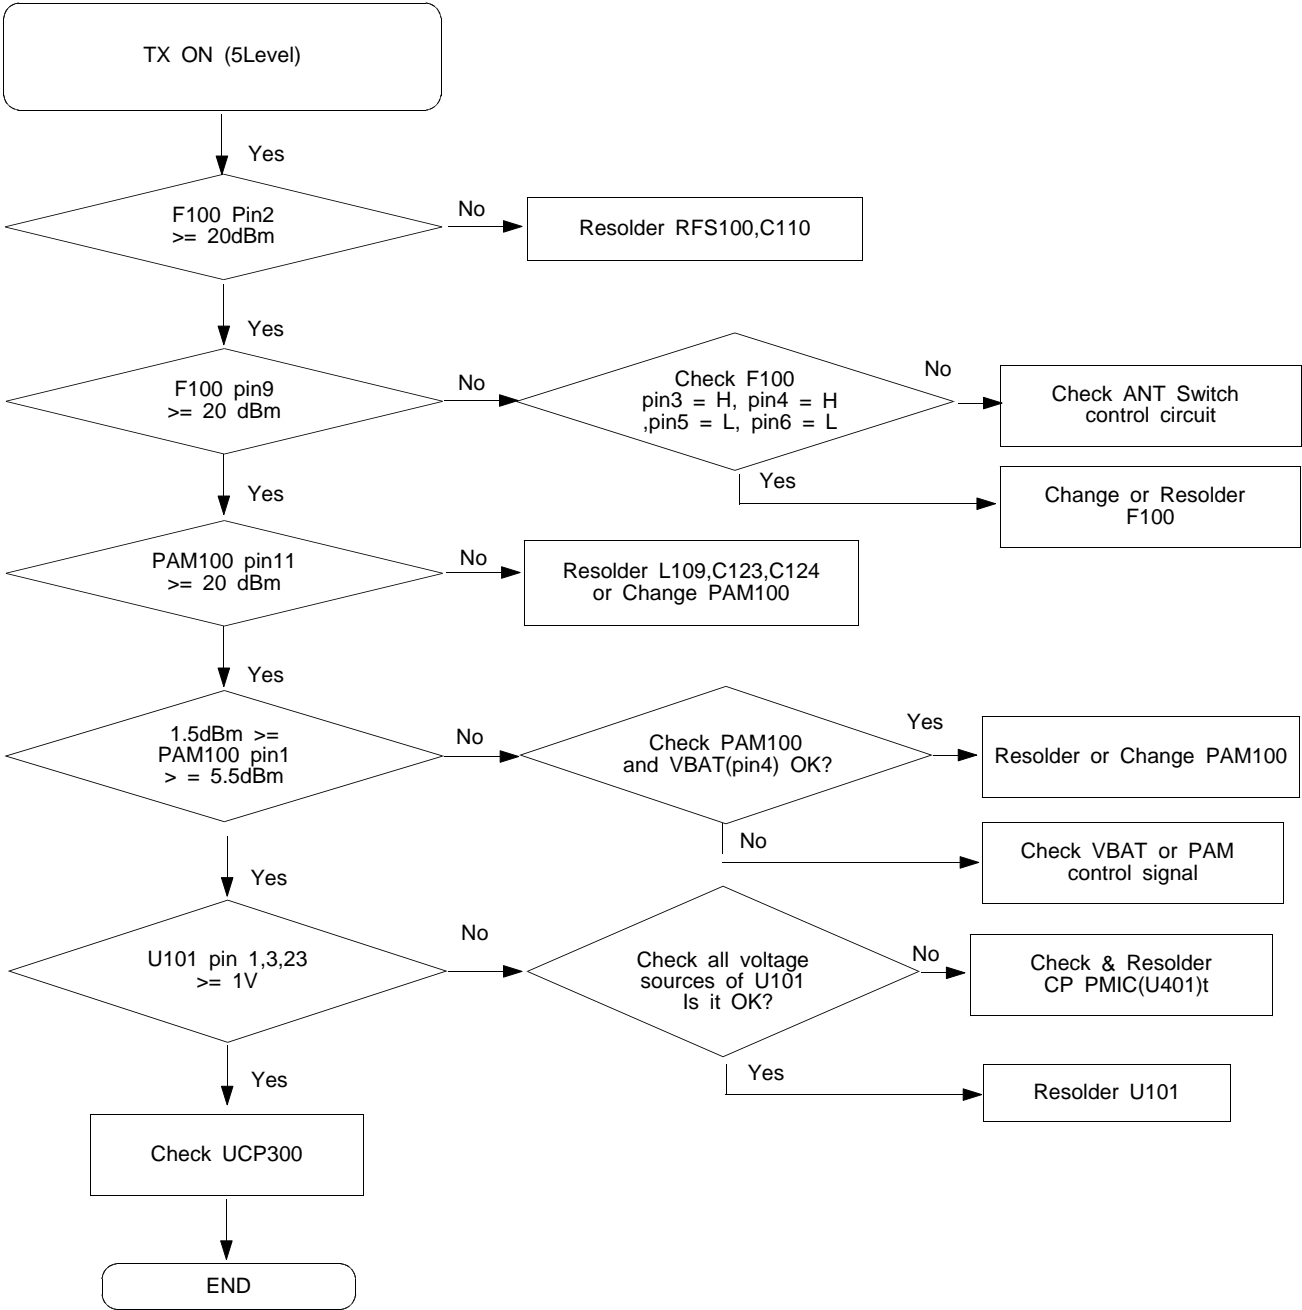 TX ON (5Level)
Yes
F100 Pin2
>= 20dBm
No
Resolder RFS100,C110
Yes
F100 pin9
>= 20 dBm
No
Check F100
pin3 = H, pin4 = H
,pin5 = L, pin6 = L
No
Check ANT Switch
control circuit
Yes
Change or Resolder
F100
Yes
PAM100 pin11
>= 20 dBm
No
Resolder L109,C123,C124
or Change PAM100
Yes
1.5dBm >=
PAM100 pin1
> = 5.5dBm
No
Check PAM100
and VBAT(pin4) OK?
Yes
Resolder or Change PAM100
No
Check VBAT or PAM
control signal
Yes
U101 pin 1,3,23
>= 1V
No
Check all voltage
sources of U101
Is it OK?
No
Check & Resolder
CP PMIC(U401)t
Yes
Resolder U101
Yes
Check UCP300
END